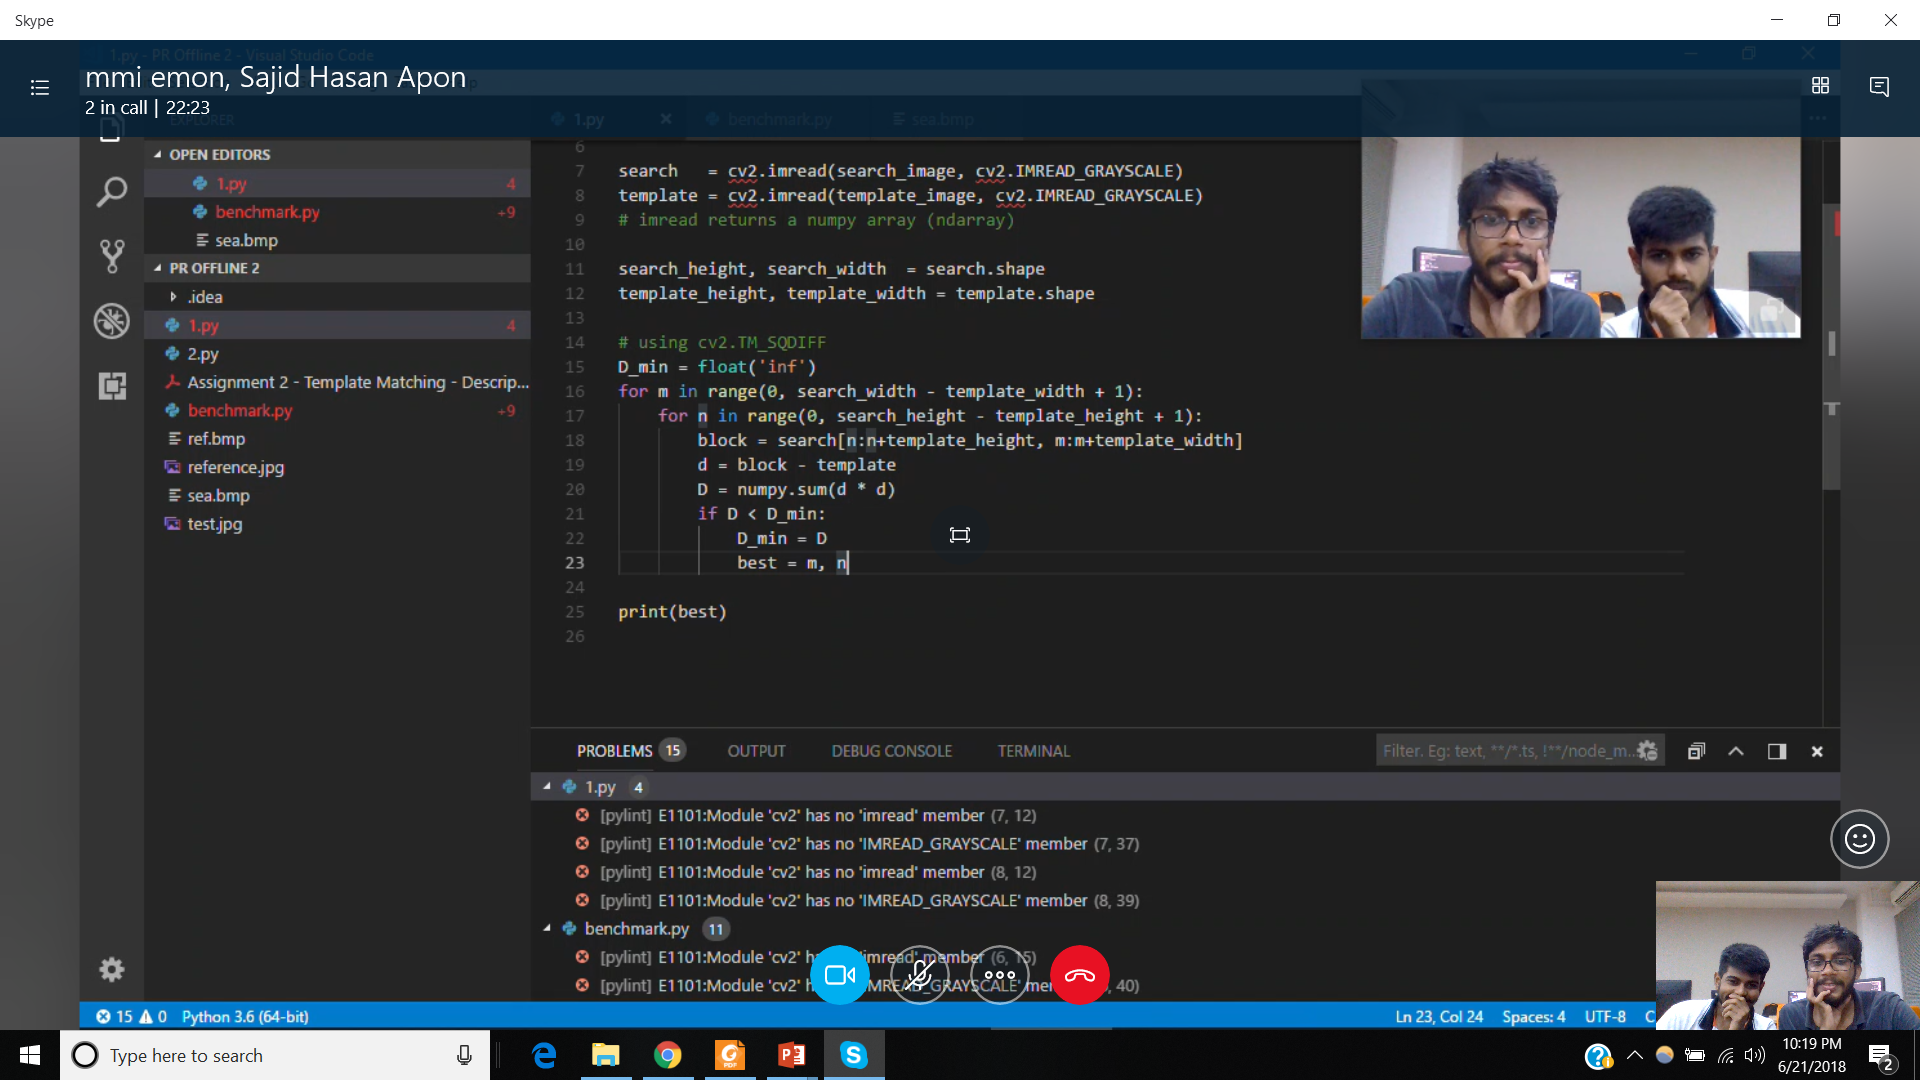 Skype
1.py - PR Offline 2 - Visual Studio Code
mmi emon, Sajid Hasan Apon
2 in call | 22:23
EXPLORER
1.py
benchmark.py
sea.bmp
OPEN EDITORS
1.py 4
benchmark.py +9
sea.bmp
PR OFFLINE 2
.idea
1.py 4
2.py
Assignment 2 - Template Matching - Descrip...
benchmark.py +9
ref.bmp
reference.jpg
sea.bmp
test.jpg
6
7 search   = cv2.imread(search_image, cv2.IMREAD_GRAYSCALE)
8 template = cv2.imread(template_image, cv2.IMREAD_GRAYSCALE)
9 # imread returns a numpy array (ndarray)
10
11 search_height, search_width  = search.shape
12 template_height, template_width = template.shape
13
14 # using cv2.TM_SQDIFF
15 D_min = float('inf')
16 for m in range(0, search_width - template_width + 1):
17     for n in range(0, search_height - template_height + 1):
18         block = search[n:n+template_height, m:m+template_width]
19         d = block - template
20         D = numpy.sum(d * d)
21         if D < D_min:
22             D_min = D
23             best = m, n
24
25 print(best)
26
PROBLEMS 15 OUTPUT DEBUG CONSOLE TERMINAL
Filter. Eg: text, **/*.ts, !**/node_m...
1.py 4
[pylint] E1101:Module 'cv2' has no 'imread' member (7, 12)
[pylint] E1101:Module 'cv2' has no 'IMREAD_GRAYSCALE' member (7, 37)
[pylint] E1101:Module 'cv2' has no 'imread' member (8, 12)
[pylint] E1101:Module 'cv2' has no 'IMREAD_GRAYSCALE' member (8, 39)
benchmark.py 11
[pylint] E1101:Module 'cv2' h 'imread' member (6, 15)
[pylint] E1101:Module 'cv2' h MREAD_GRAYSCALE' me 40)
15 0 Python 3.6 (64-bit)
Ln 23, Col 24 Spaces: 4 UTF-8 C
Type here to search
10:19 PM
6/21/2018
2